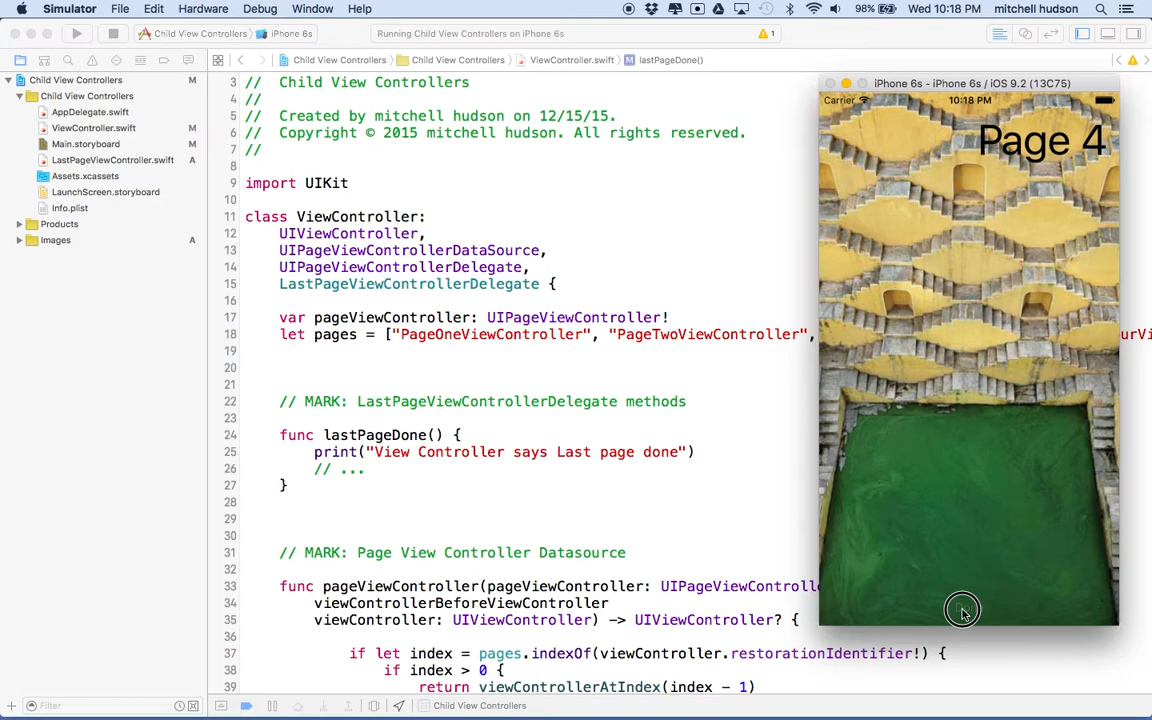 Simulator File Edit Hardware Debug Window Help 98% Wed 10:18 PM mitchell hudson
Child View Controllers iPhone 6s Running Child View Controllers on iPhone 6s 1
Child View Controllers Child View Controllers ViewController.swift M lastPageDone()
Child View Controllers M
Child View Controllers
AppDelegate.swift
ViewController.swift M
Main.storyboard M
LastPageViewController.swift A
Assets.xcassets
LaunchScreen.storyboard
Info.plist
Products
Images A
Filter
3 // Child View Controllers
4 //
5 // Created by mitchell hudson on 12/15/15.
6 // Copyright © 2015 mitchell hudson. All rights reserved.
7 //
8
9 import UIKit
10
11 class ViewController:
12 UIViewController,
13 UIPageViewControllerDataSource,
14 UIPageViewControllerDelegate,
15 LastPageViewControllerDelegate {
16
17 var pageViewController: UIPageViewController!
18 let pages = ["PageOneViewController", "PageTwoViewController", urVi
19
20
21
22 // MARK: LastPageViewControllerDelegate methods
23
24 func lastPageDone() {
25 print("View Controller says Last page done")
26 // ...
27 }
28
29
30
31 // MARK: Page View Controller Datasource
32
33 func pageViewController(pageViewController: UIPageViewControlle
34 viewControllerBeforeViewController
35 viewController: UIViewController) -> UIViewController? {
36
37 if let index = pages.indexOf(viewController.restorationIdentifier!) {
38 if index > 0 {
39 return viewControllerAtIndex(index - 1)
Child View Controllers
iPhone 6s - iPhone 6s / iOS 9.2 (13C75)
Carrier 10:18 PM
Page 4